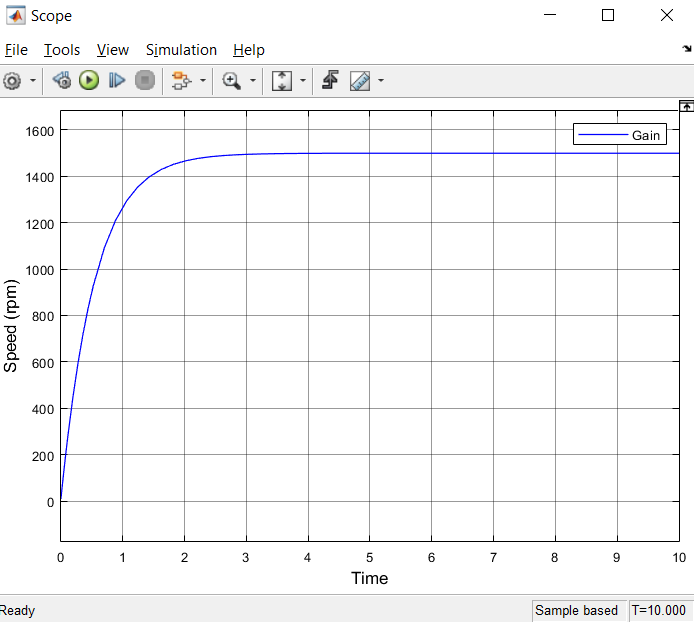 Scope
File Tools View Simulation Help
1600
1400
1200
1000
800
600
400
200
0
Speed (rpm)
Gain
0 1 2 3 4 5 6 7 8 9 10
Time
Ready
Sample based
T=10.000